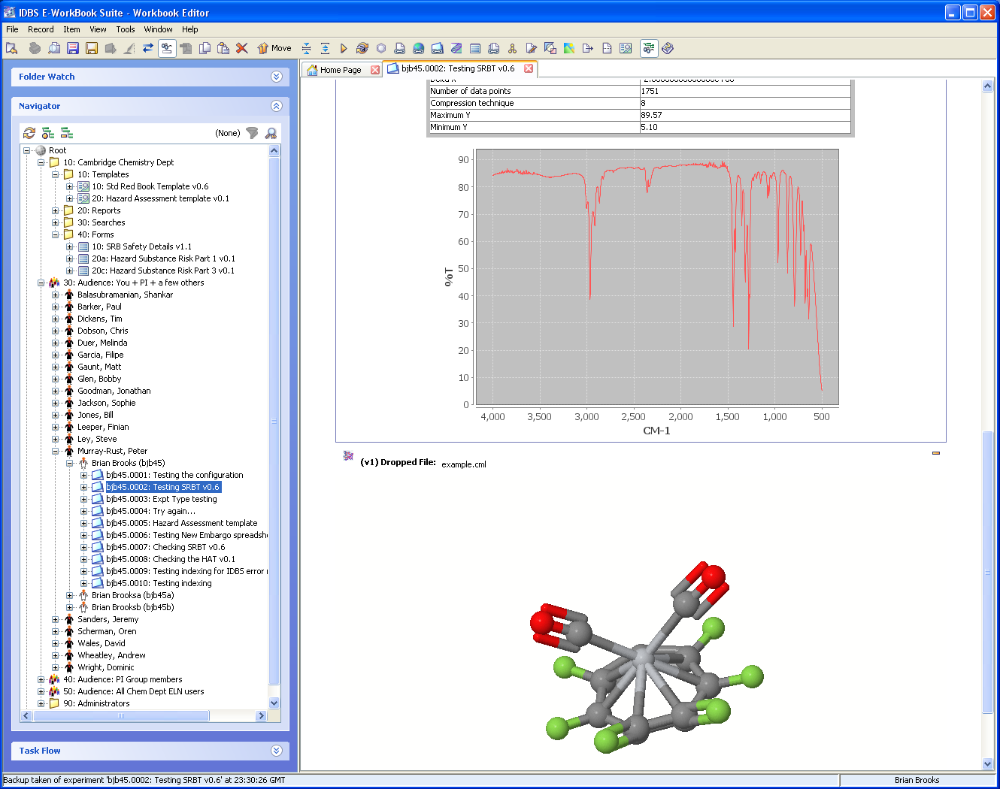 IDBS E-WorkBook Suite - Workbook Editor
File Record Item View Tools Window Help
Move
Folder Watch
Navigator
(None)
Root
10: Cambridge Chemistry Dept
10: Templates
10: Std Red Book Template v0.6
20: Hazard Assessment template v0.1
20: Reports
30: Searches
40: Forms
10: SRB Safety Details v1.1
20a: Hazard Substance Risk Part 1 v0.1
20c: Hazard Substance Risk Part 3 v0.1
30: Audience: You + PI + a few others
Balasubramanian, Shankar
Barker, Paul
Dickens, Tim
Dobson, Chris
Duer, Melinda
Garcia, Filipe
Gaunt, Matt
Glen, Bobby
Goodman, Jonathan
Jackson, Sophie
Jones, Bill
Leeper, Finian
Ley, Steve
Murray-Rust, Peter
Brian Brooks (bjb45)
bjb45.0001: Testing the configuration
bjb45.0002: Testing SRBT v0.6
bjb45.0003: Expt Type testing
bjb45.0004: Try again...
bjb45.0005: Hazard Assessment template
bjb45.0006: Testing New Embargo spreadshe
bjb45.0007: Checking SRBT v0.6
bjb45.0008: Checking the HAT v0.1
bjb45.0009: Testing indexing for IDBS error
bjb45.0010: Testing indexing
Brian Brooksa (bjb45a)
Brian Brooksb (bjb45b)
Sanders, Jeremy
Scherman, Oren
Wales, David
Wheatley, Andrew
Wright, Dominic
40: Audience: PI Group members
50: Audience: All Chem Dept ELN users
90: Administrators
Task Flow
Home Page
bjb45.0002: Testing SRBT v0.6
Number of data points 1751
Compression technique 8
Maximum Y 89.57
Minimum Y 5.10
90
80
70
60
50
40
30
20
10
0
%T
4,000 3,500 3,000 2,500 2,000 1,500 1,000 500
CM-1
(v1) Dropped File: example.cml
Backup taken of experiment 'bjb45.0002: Testing SRBT v0.6' at 23:30:26 GMT
Brian Brooks